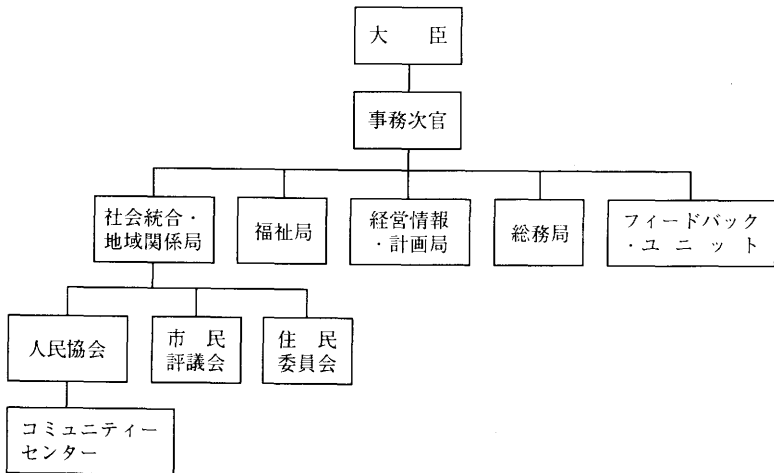 大　臣
事務次官
社会統合・
地域関係局
福祉局
経営情報
・計画局
総務局
フィードバック
・ユニット
人民協会
市　民
評議会
住　民
委員会
コミュニティー
センター